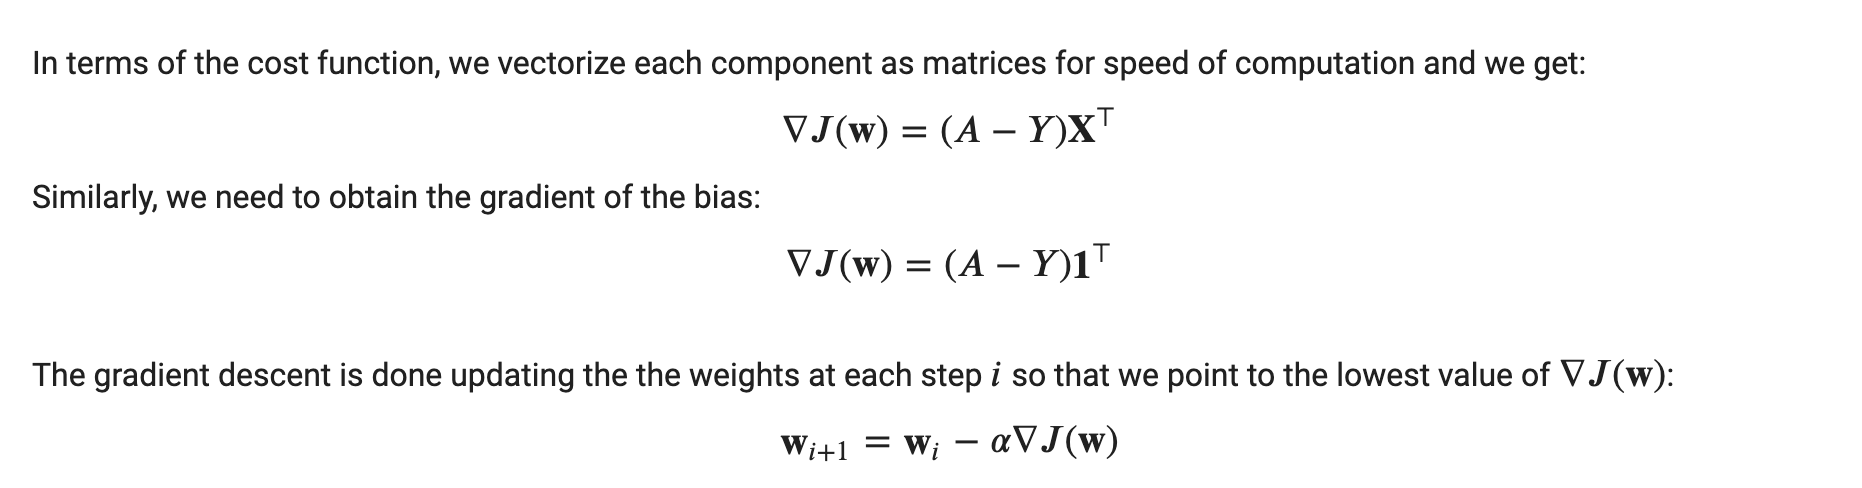 In terms of the cost function, we vectorize each component as matrices for speed of computation and we get:
∇J(𝐰) = (A − Y)𝐗⊤
Similarly, we need to obtain the gradient of the bias:
∇J(𝐰) = (A − Y)𝟏⊤
The gradient descent is done updating the the weights at each step i so that we point to the lowest value of ∇J(𝐰):
𝐰ᵢ₊₁ = 𝐰ᵢ − α∇J(𝐰)